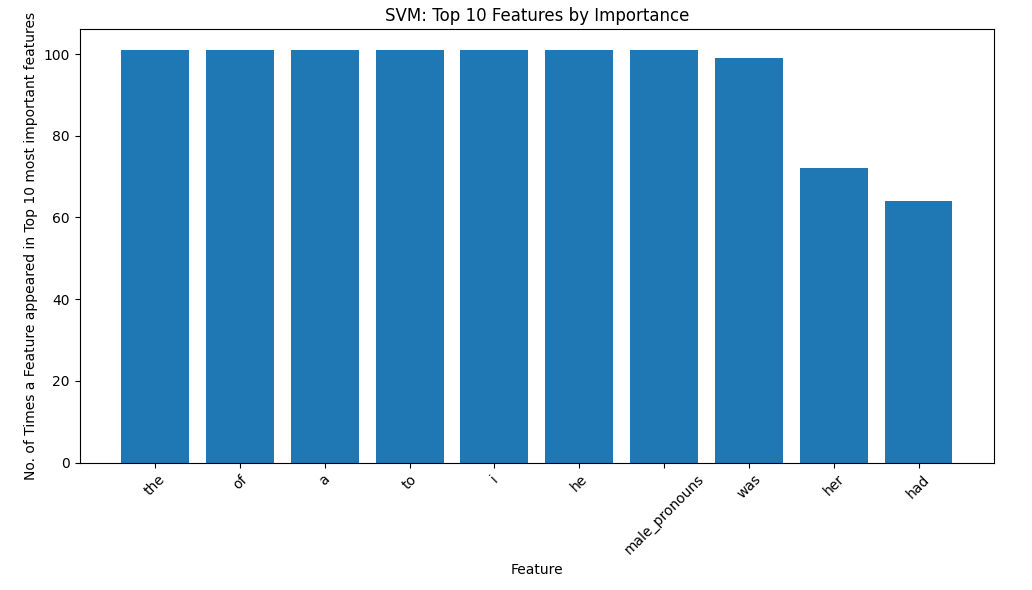 SVM: Top 10 Features by Importance
No. of Times a Feature appeared in Top 10 most important features
100
80
60
40
20
0
the
of
a
to
i
he
male_pronouns
was
her
had
Feature